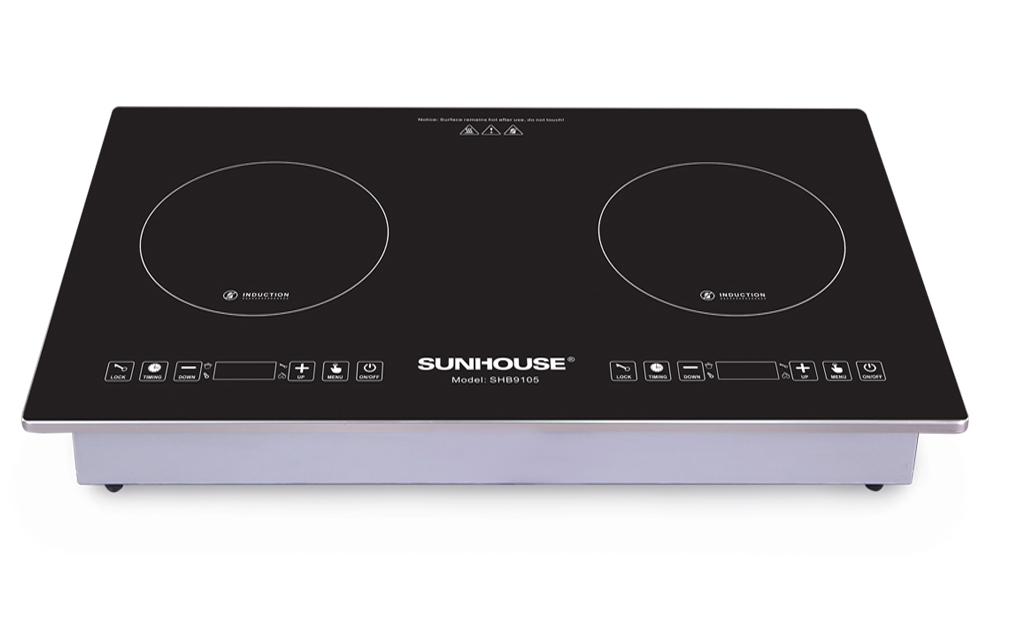 Notice: Surface remains hot after use, do not touch!
INDUCTION
INDUCTION
LOCK TIMING DOWN UP MENU ON/OFF
SUNHOUSE®
Model: SHB9105
LOCK TIMING DOWN UP MENU ON/OFF